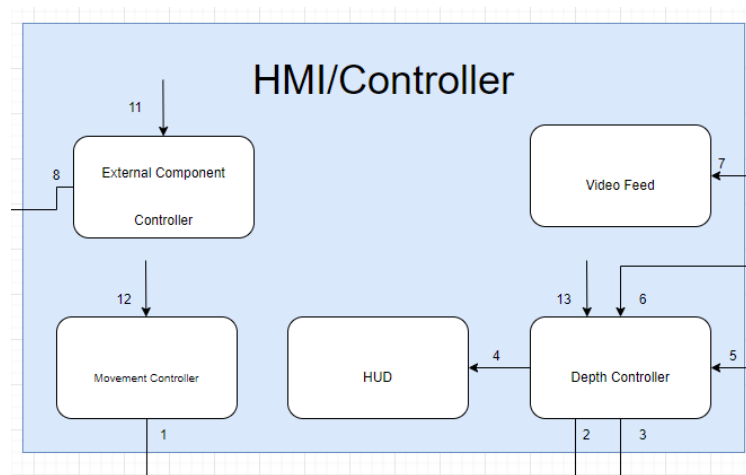 HMI/Controller
11
8
External Component
Controller
7
Video Feed
12
13
6
Movement Controller
HUD
4
Depth Controller
5
1
2
3